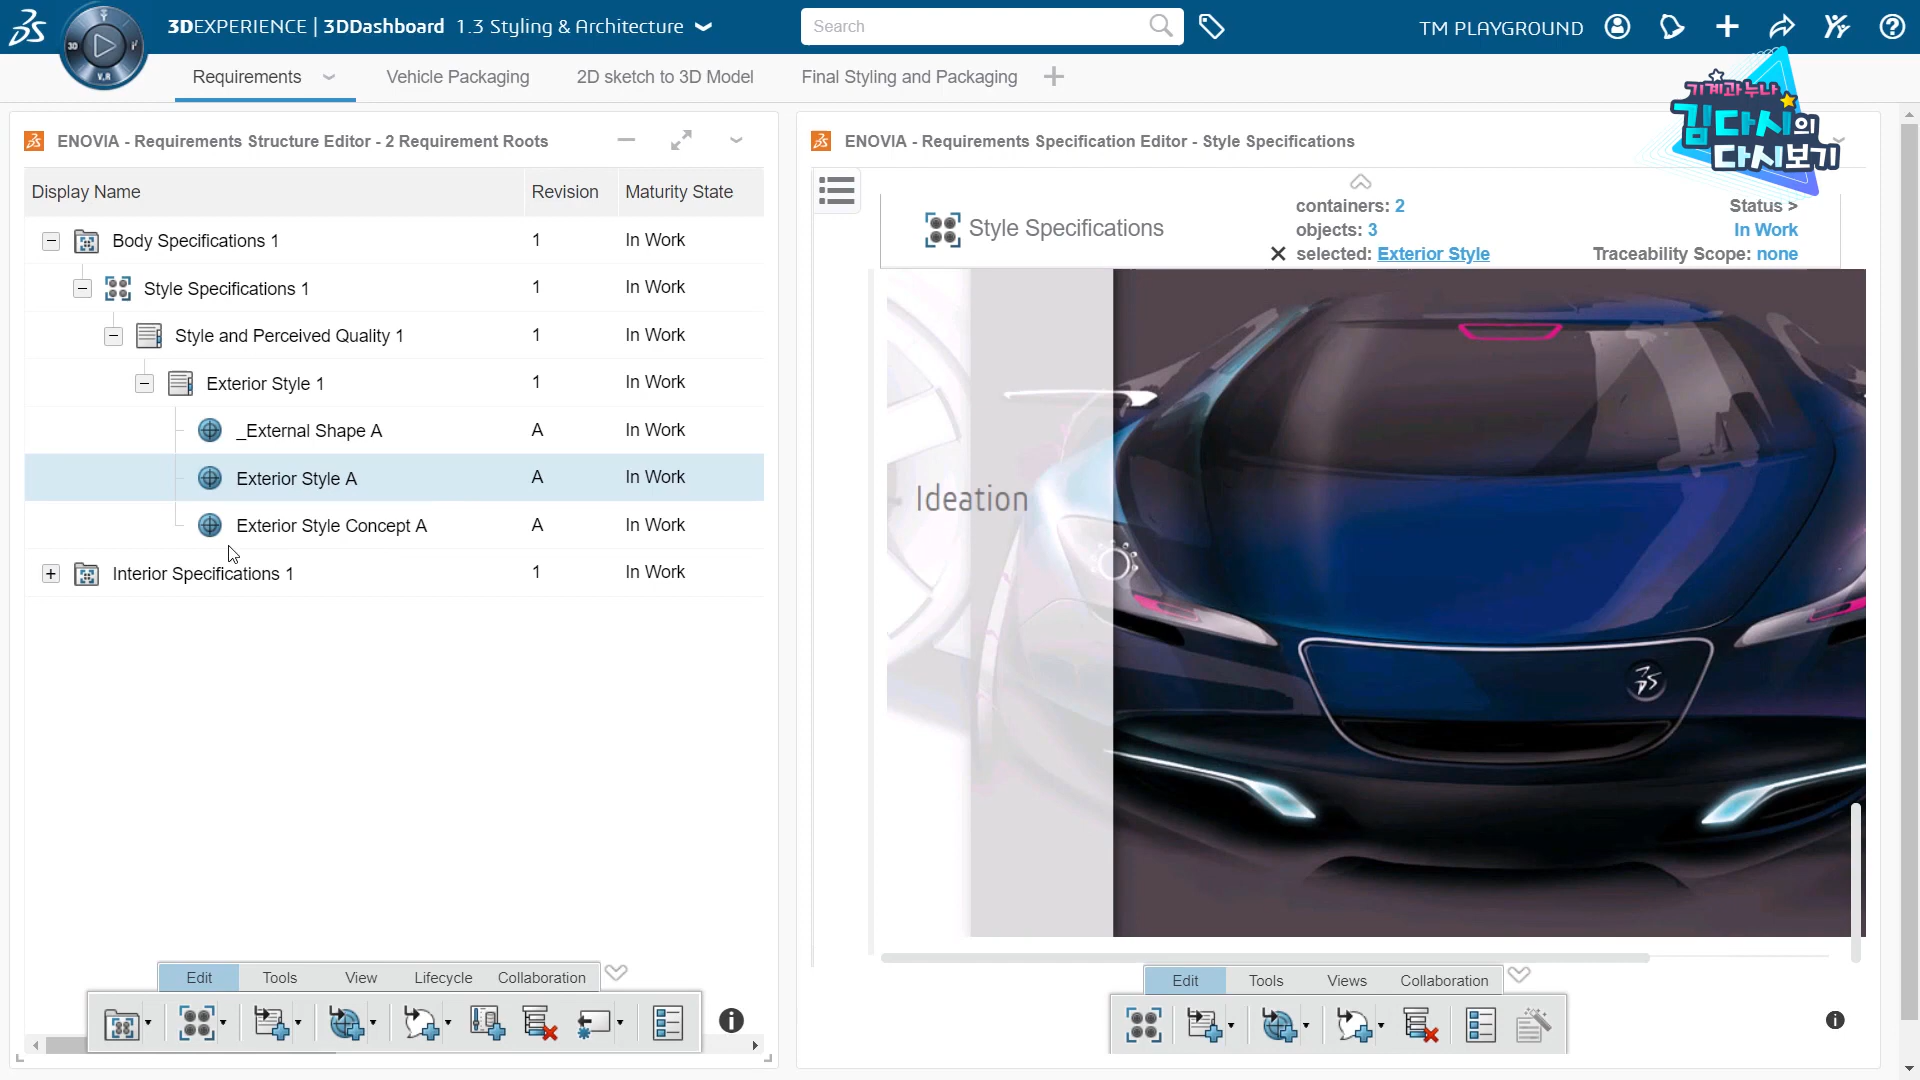 3DEXPERIENCE | 3DDashboard 1.3 Styling & Architecture
Search
TM PLAYGROUND
3D
V,R
Requirements
Vehicle Packaging
2D sketch to 3D Model
Final Styling and Packaging
기계과누나
김다시의
다시보기
ENOVIA - Requirements Structure Editor - 2 Requirement Roots
Display Name Revision Maturity State
Body Specifications 1 1 In Work
Style Specifications 1 1 In Work
Style and Perceived Quality 1 1 In Work
Exterior Style 1 1 In Work
_External Shape A A In Work
Exterior Style A A In Work
Exterior Style Concept A A In Work
Interior Specifications 1 1 In Work
Edit Tools View Lifecycle Collaboration
ENOVIA - Requirements Specification Editor - Style Specifications
Style Specifications
containers: 2
objects: 3
selected: Exterior Style
Status >
In Work
Traceability Scope: none
Ideation
Edit Tools Views Collaboration